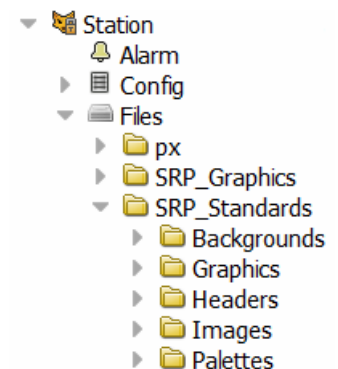 Station
Alarm
Config
Files
px
SRP_Graphics
SRP_Standards
Backgrounds
Graphics
Headers
Images
Palettes